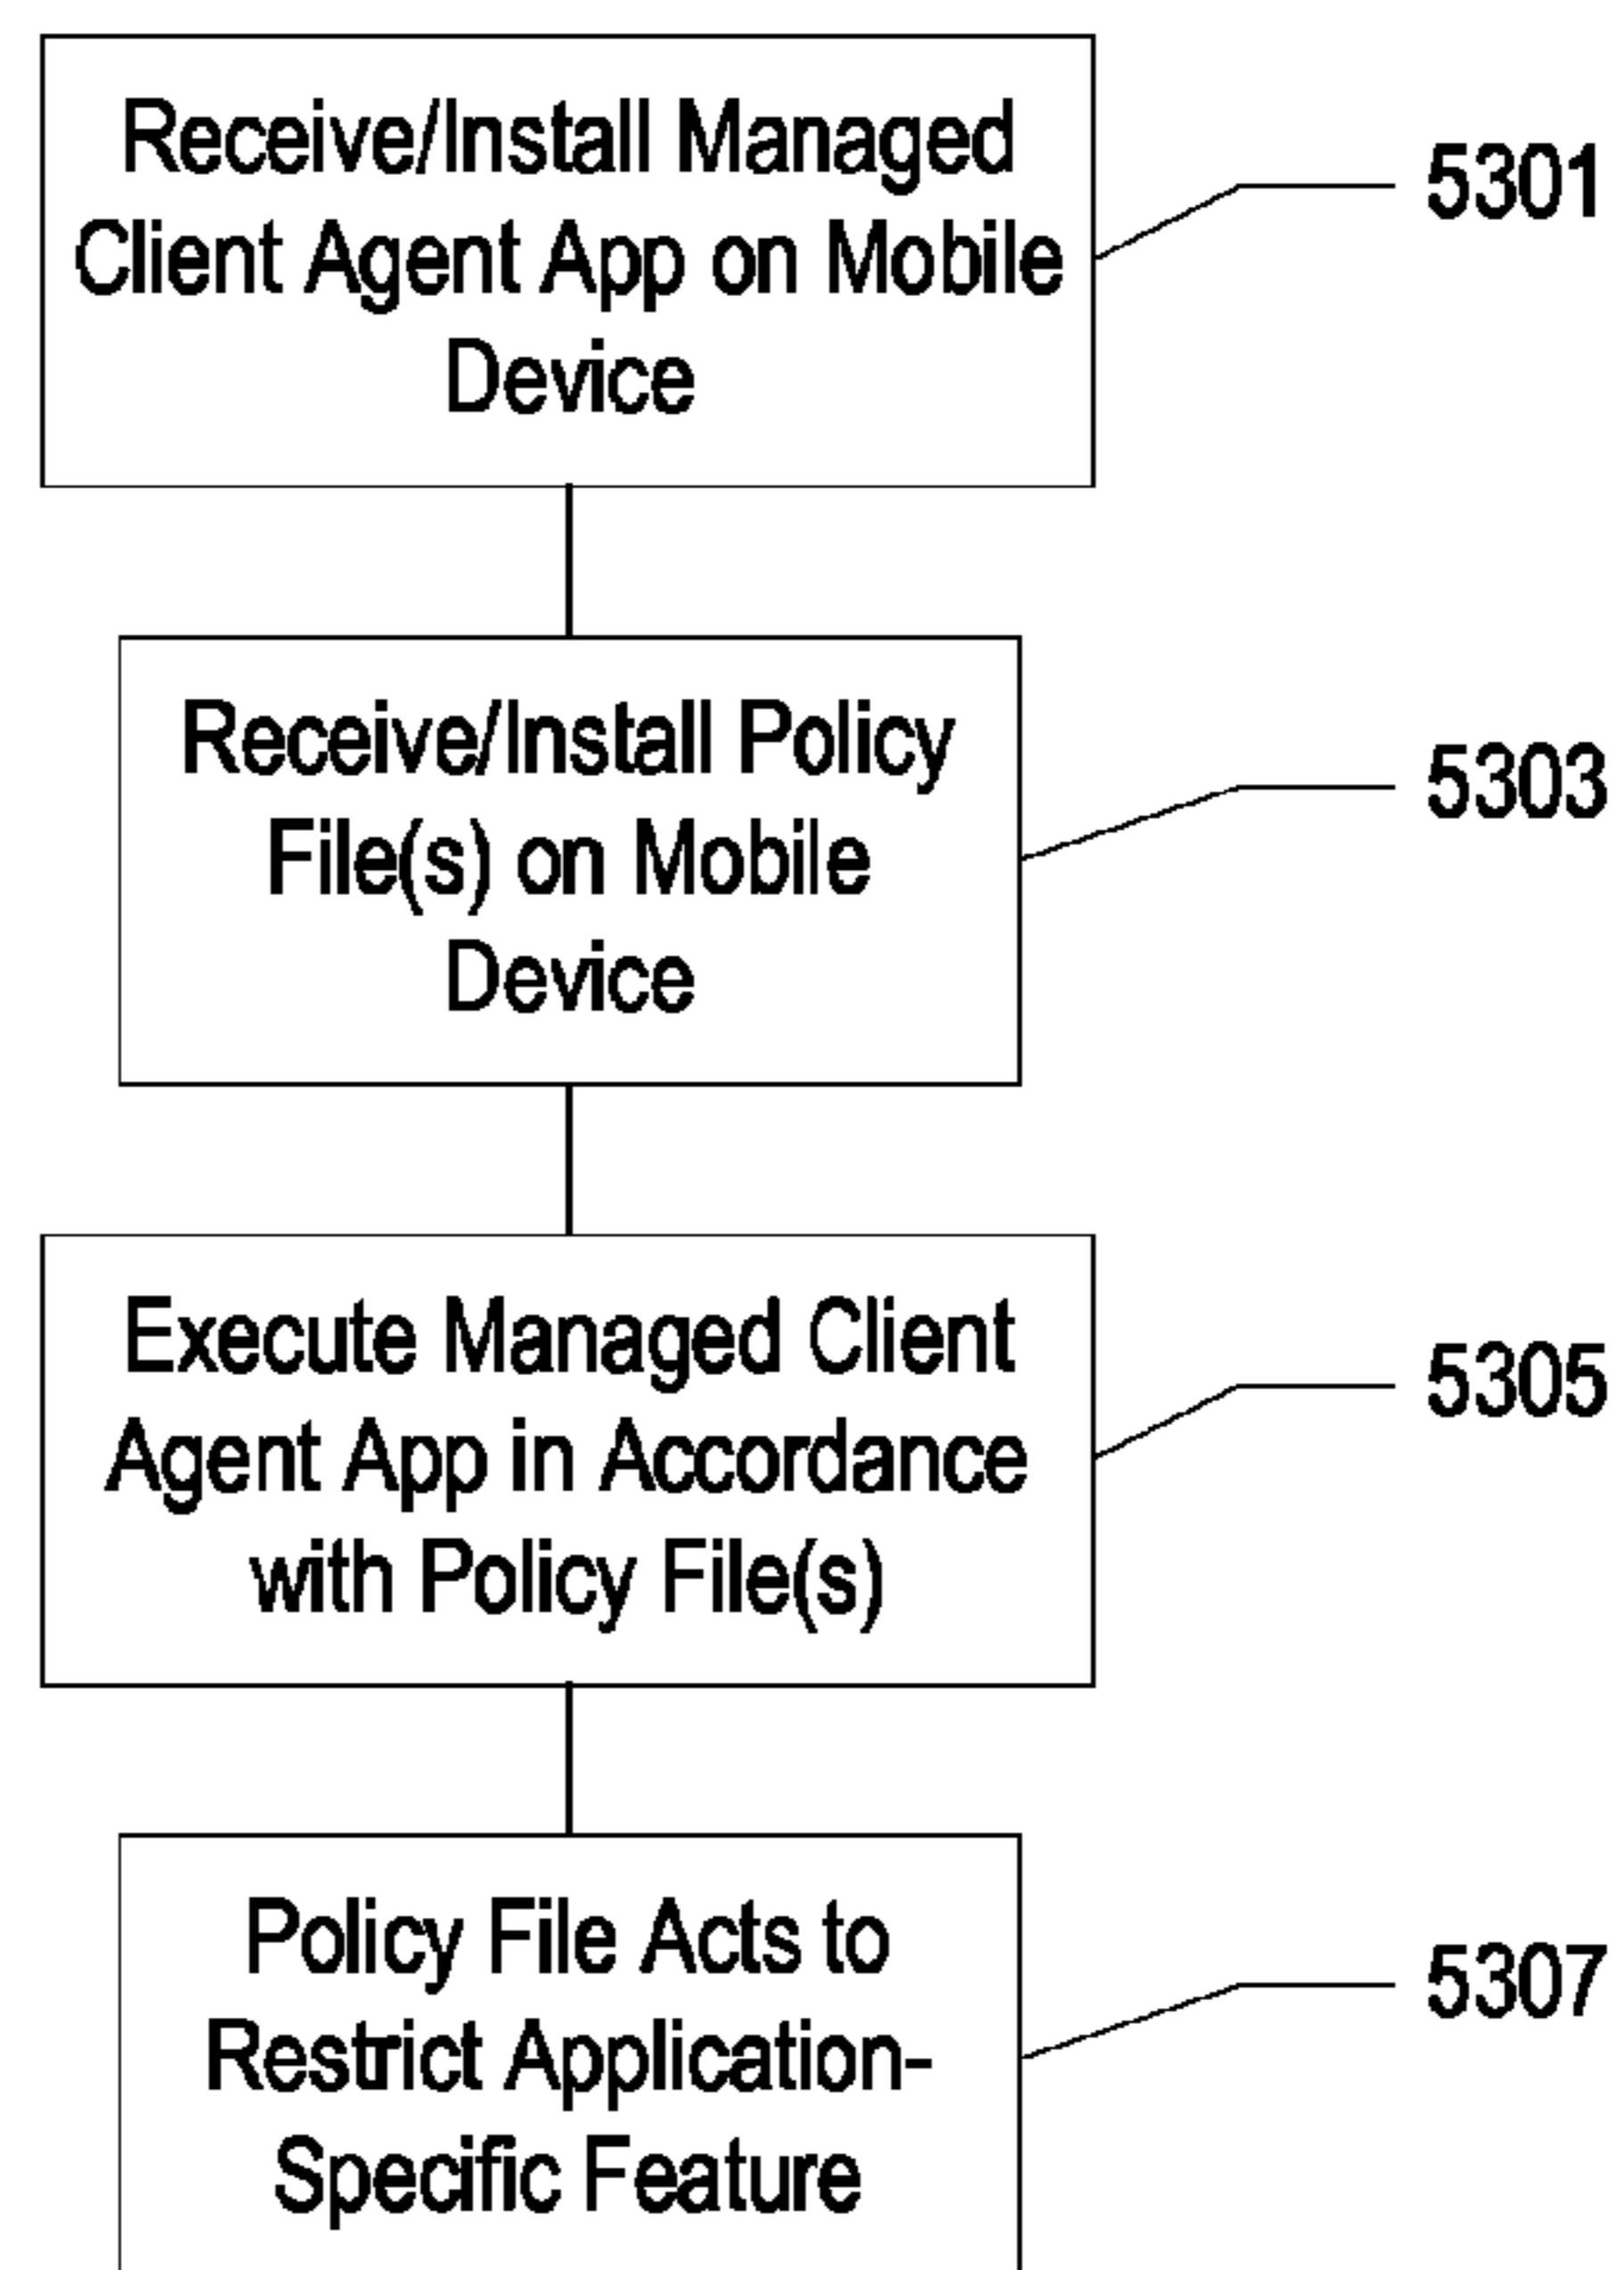 Receive/Install Managed
Client Agent App on Mobile
Device
5301
Receive/Install Policy
File(s) on Mobile
Device
5303
Execute Managed Client
Agent App in Accordance
with Policy File(s)
5305
Policy File Acts to
Restrict Application-
Specific Feature
5307